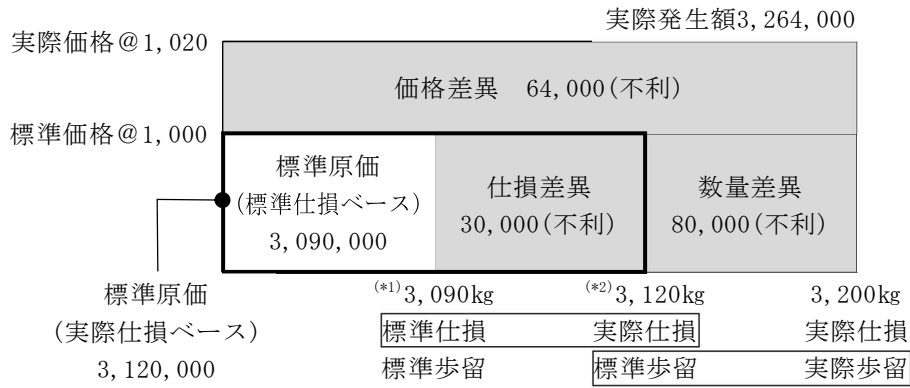 実際発生額3,264,000
実際価格@1,020
価格差異 64,000(不利)
標準価格@1,000
標準原価
(標準仕損ベース)
3,090,000
仕損差異
30,000(不利)
数量差異
80,000(不利)
標準原価
(実際仕損ベース)
3,120,000
(*1)3,090kg (*2)3,120kg 3,200kg
標準仕損 実際仕損 実際仕損
標準歩留 標準歩留 実際歩留